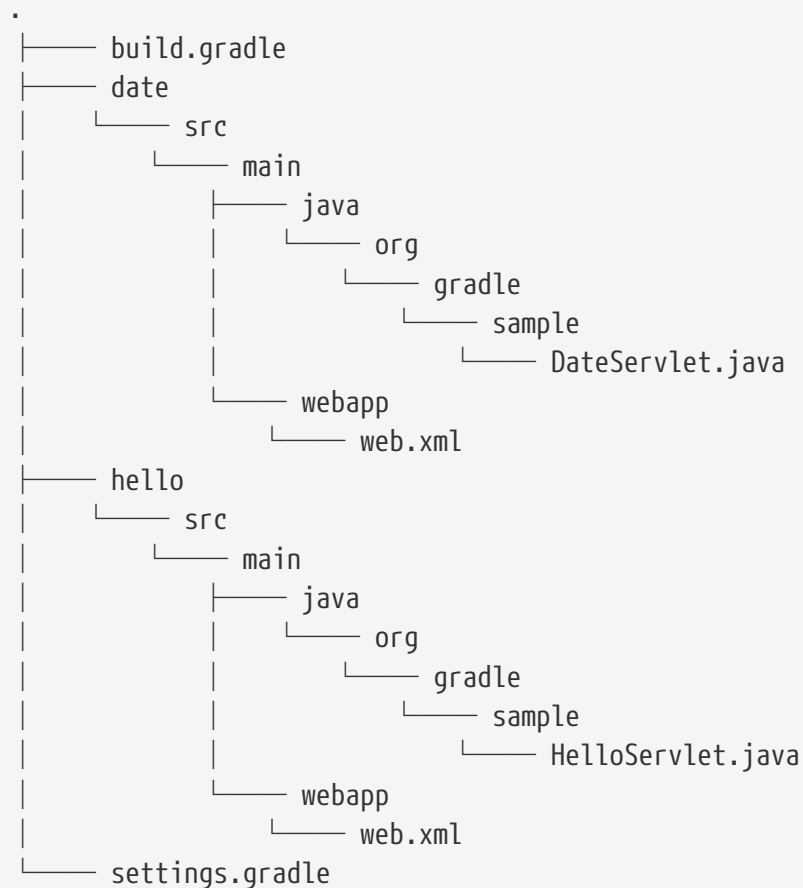 .
├── build.gradle
├── date
│   └── src
│       └── main
│           ├── java
│           │   └── org
│           │       └── gradle
│           │           └── sample
│           │               └── DateServlet.java
│           └── webapp
│               └── web.xml
├── hello
│   └── src
│       └── main
│           ├── java
│           │   └── org
│           │       └── gradle
│           │           └── sample
│           │               └── HelloServlet.java
│           └── webapp
│               └── web.xml
└── settings.gradle